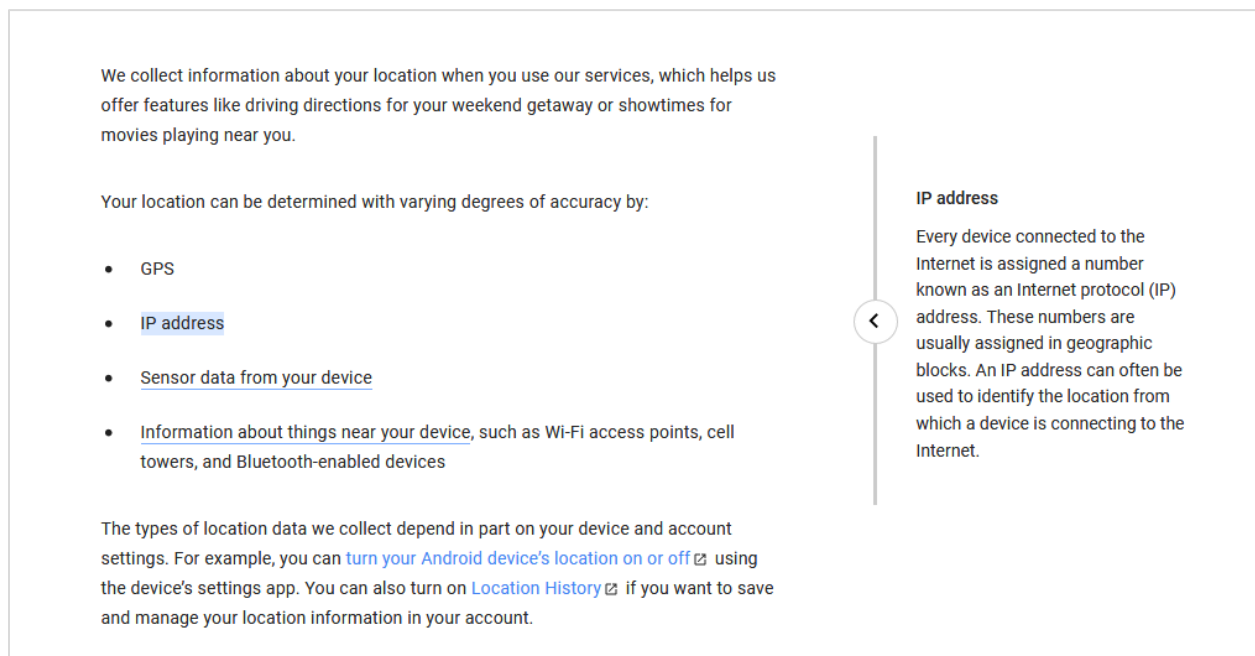 We collect information about your location when you use our services, which helps us
offer features like driving directions for your weekend getaway or showtimes for
movies playing near you.
Your location can be determined with varying degrees of accuracy by:
• GPS
• IP address
• Sensor data from your device
• Information about things near your device, such as Wi-Fi access points, cell
towers, and Bluetooth-enabled devices
The types of location data we collect depend in part on your device and account
settings. For example, you can turn your Android device’s location on or off using
the device’s settings app. You can also turn on Location History if you want to save
and manage your location information in your account.
IP address
Every device connected to the
Internet is assigned a number
known as an Internet protocol (IP)
address. These numbers are
usually assigned in geographic
blocks. An IP address can often be
used to identify the location from
which a device is connecting to the
Internet.